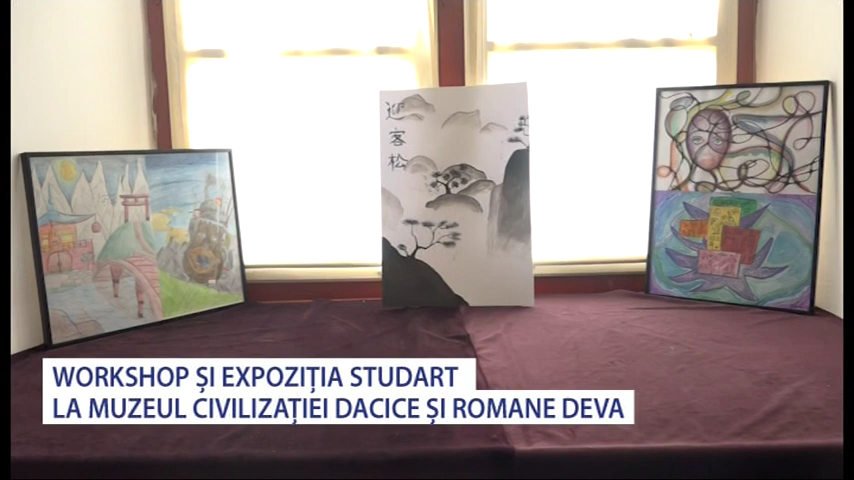 迎
客
松
WORKSHOP ȘI EXPOZIȚIA STUDART
LA MUZEUL CIVILIZAȚIEI DACICE ȘI ROMANE DEVA